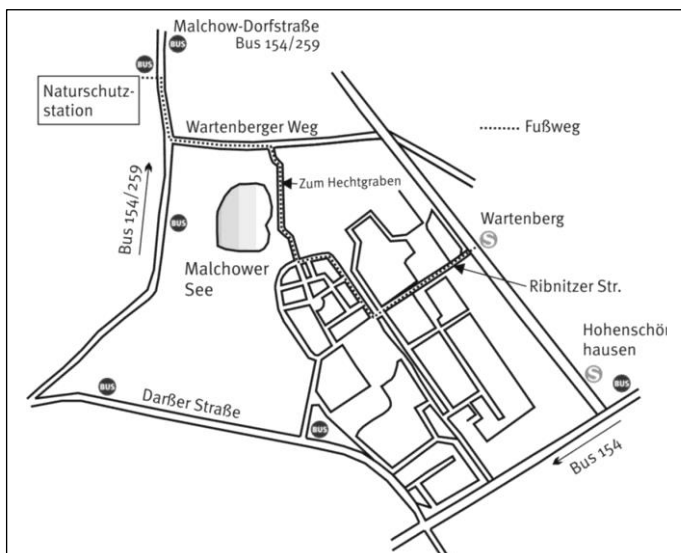 Malchow-Dorfstraße
Bus 154/259
BUS
BUS
Naturschutz-
station
Wartenberger Weg
Fußweg
Zum Hechtgraben
Bus 154/259
BUS
Wartenberg
S
Malchower
See
Ribnitzer Str.
Hohenschön
hausen
S
BUS
BUS
Darßer Straße
BUS
Bus 154